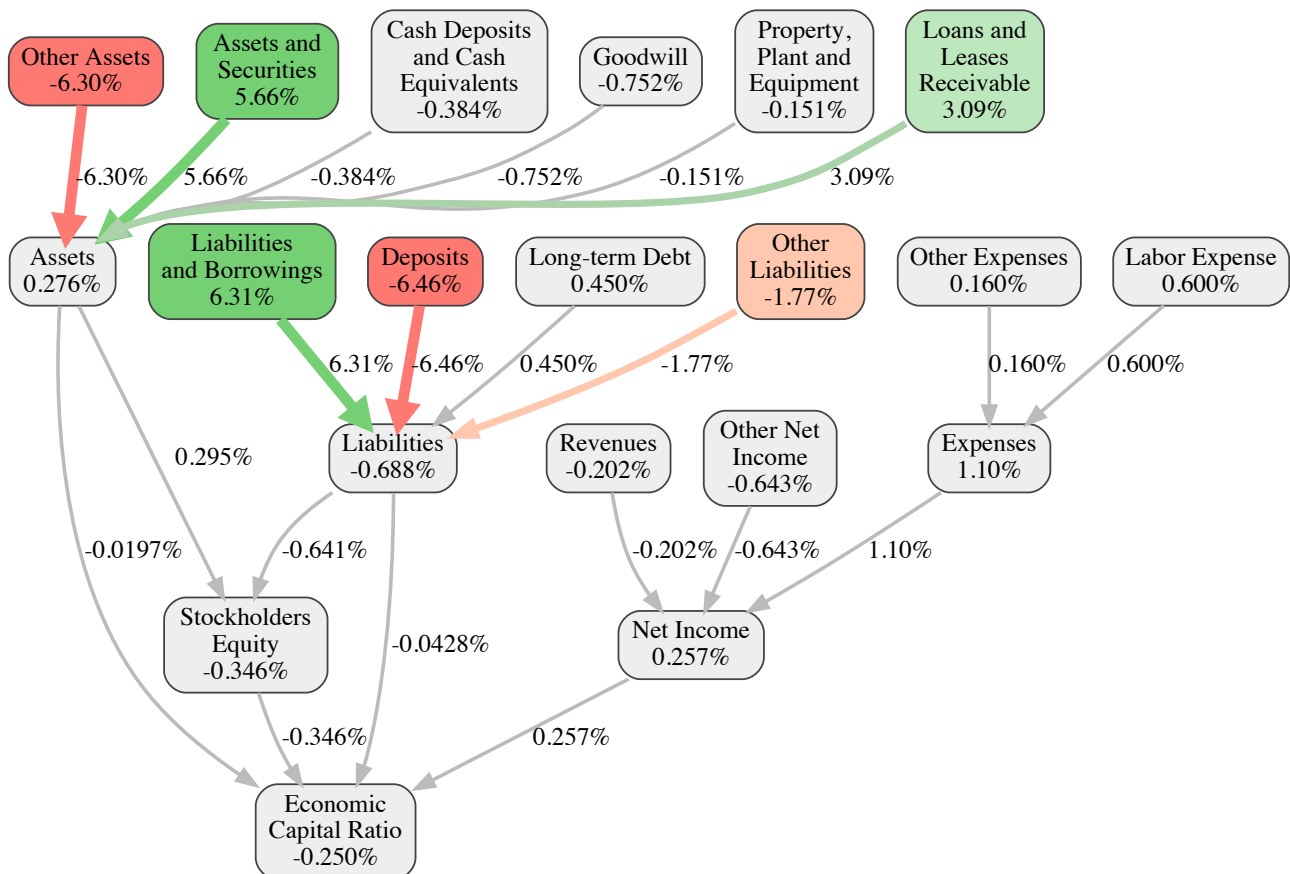 Other Assets
-6.30%
Assets and
Securities
5.66%
Cash Deposits
and Cash
Equivalents
-0.384%
Goodwill
-0.752%
Property,
Plant and
Equipment
-0.151%
Loans and
Leases
Receivable
3.09%
-6.30%
5.66%
-0.384%
-0.752%
-0.151%
3.09%
Assets
0.276%
Liabilities
and Borrowings
6.31%
Deposits
-6.46%
Long-term Debt
0.450%
Other
Liabilities
-1.77%
Other Expenses
0.160%
Labor Expense
0.600%
6.31%
-6.46%
0.450%
-1.77%
0.160%
0.600%
0.295%
Liabilities
-0.688%
Revenues
-0.202%
Other Net
Income
-0.643%
Expenses
1.10%
-0.0197%
-0.641%
-0.202%
-0.643%
1.10%
Stockholders
Equity
-0.346%
-0.0428%
Net Income
0.257%
-0.346%
0.257%
Economic
Capital Ratio
-0.250%